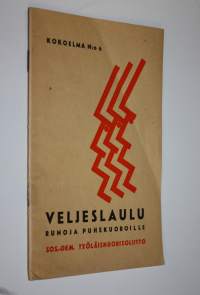 KOKOELMA N:o 6
VELJESLAULU
RUNOJA PUHEKUOROILLE
SOS.-DEM. TYÖLÄISNUORISOLIITTO